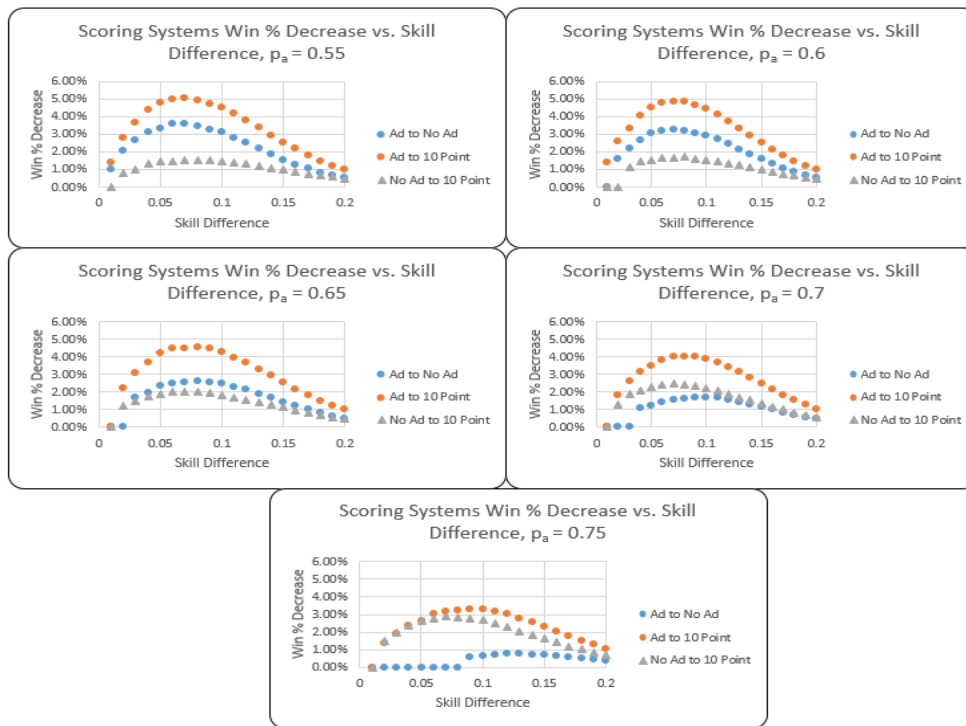 Scoring Systems Win % Decrease vs. Skill
Difference, pₐ = 0.55
Win % Decrease
6.00%
5.00%
4.00%
3.00%
2.00%
1.00%
0.00%
0 0.05 0.1 0.15 0.2
Skill Difference
Ad to No Ad
Ad to 10 Point
No Ad to 10 Point
Scoring Systems Win % Decrease vs. Skill
Difference, pₐ = 0.6
Win % Decrease
6.00%
5.00%
4.00%
3.00%
2.00%
1.00%
0.00%
0 0.05 0.1 0.15 0.2
Skill Difference
Ad to No Ad
Ad to 10 Point
No Ad to 10 Point
Scoring Systems Win % Decrease vs. Skill
Difference, pₐ = 0.65
Win % Decrease
6.00%
5.00%
4.00%
3.00%
2.00%
1.00%
0.00%
0 0.05 0.1 0.15 0.2
Skill Difference
Ad to No Ad
Ad to 10 Point
No Ad to 10 Point
Scoring Systems Win % Decrease vs. Skill
Difference, pₐ = 0.7
Win % Decrease
6.00%
5.00%
4.00%
3.00%
2.00%
1.00%
0.00%
0 0.05 0.1 0.15 0.2
Skill Difference
Ad to No Ad
Ad to 10 Point
No Ad to 10 Point
Scoring Systems Win % Decrease vs. Skill
Difference, pₐ = 0.75
Win % Decrease
6.00%
5.00%
4.00%
3.00%
2.00%
1.00%
0.00%
0 0.05 0.1 0.15 0.2
Skill Difference
Ad to No Ad
Ad to 10 Point
No Ad to 10 Point